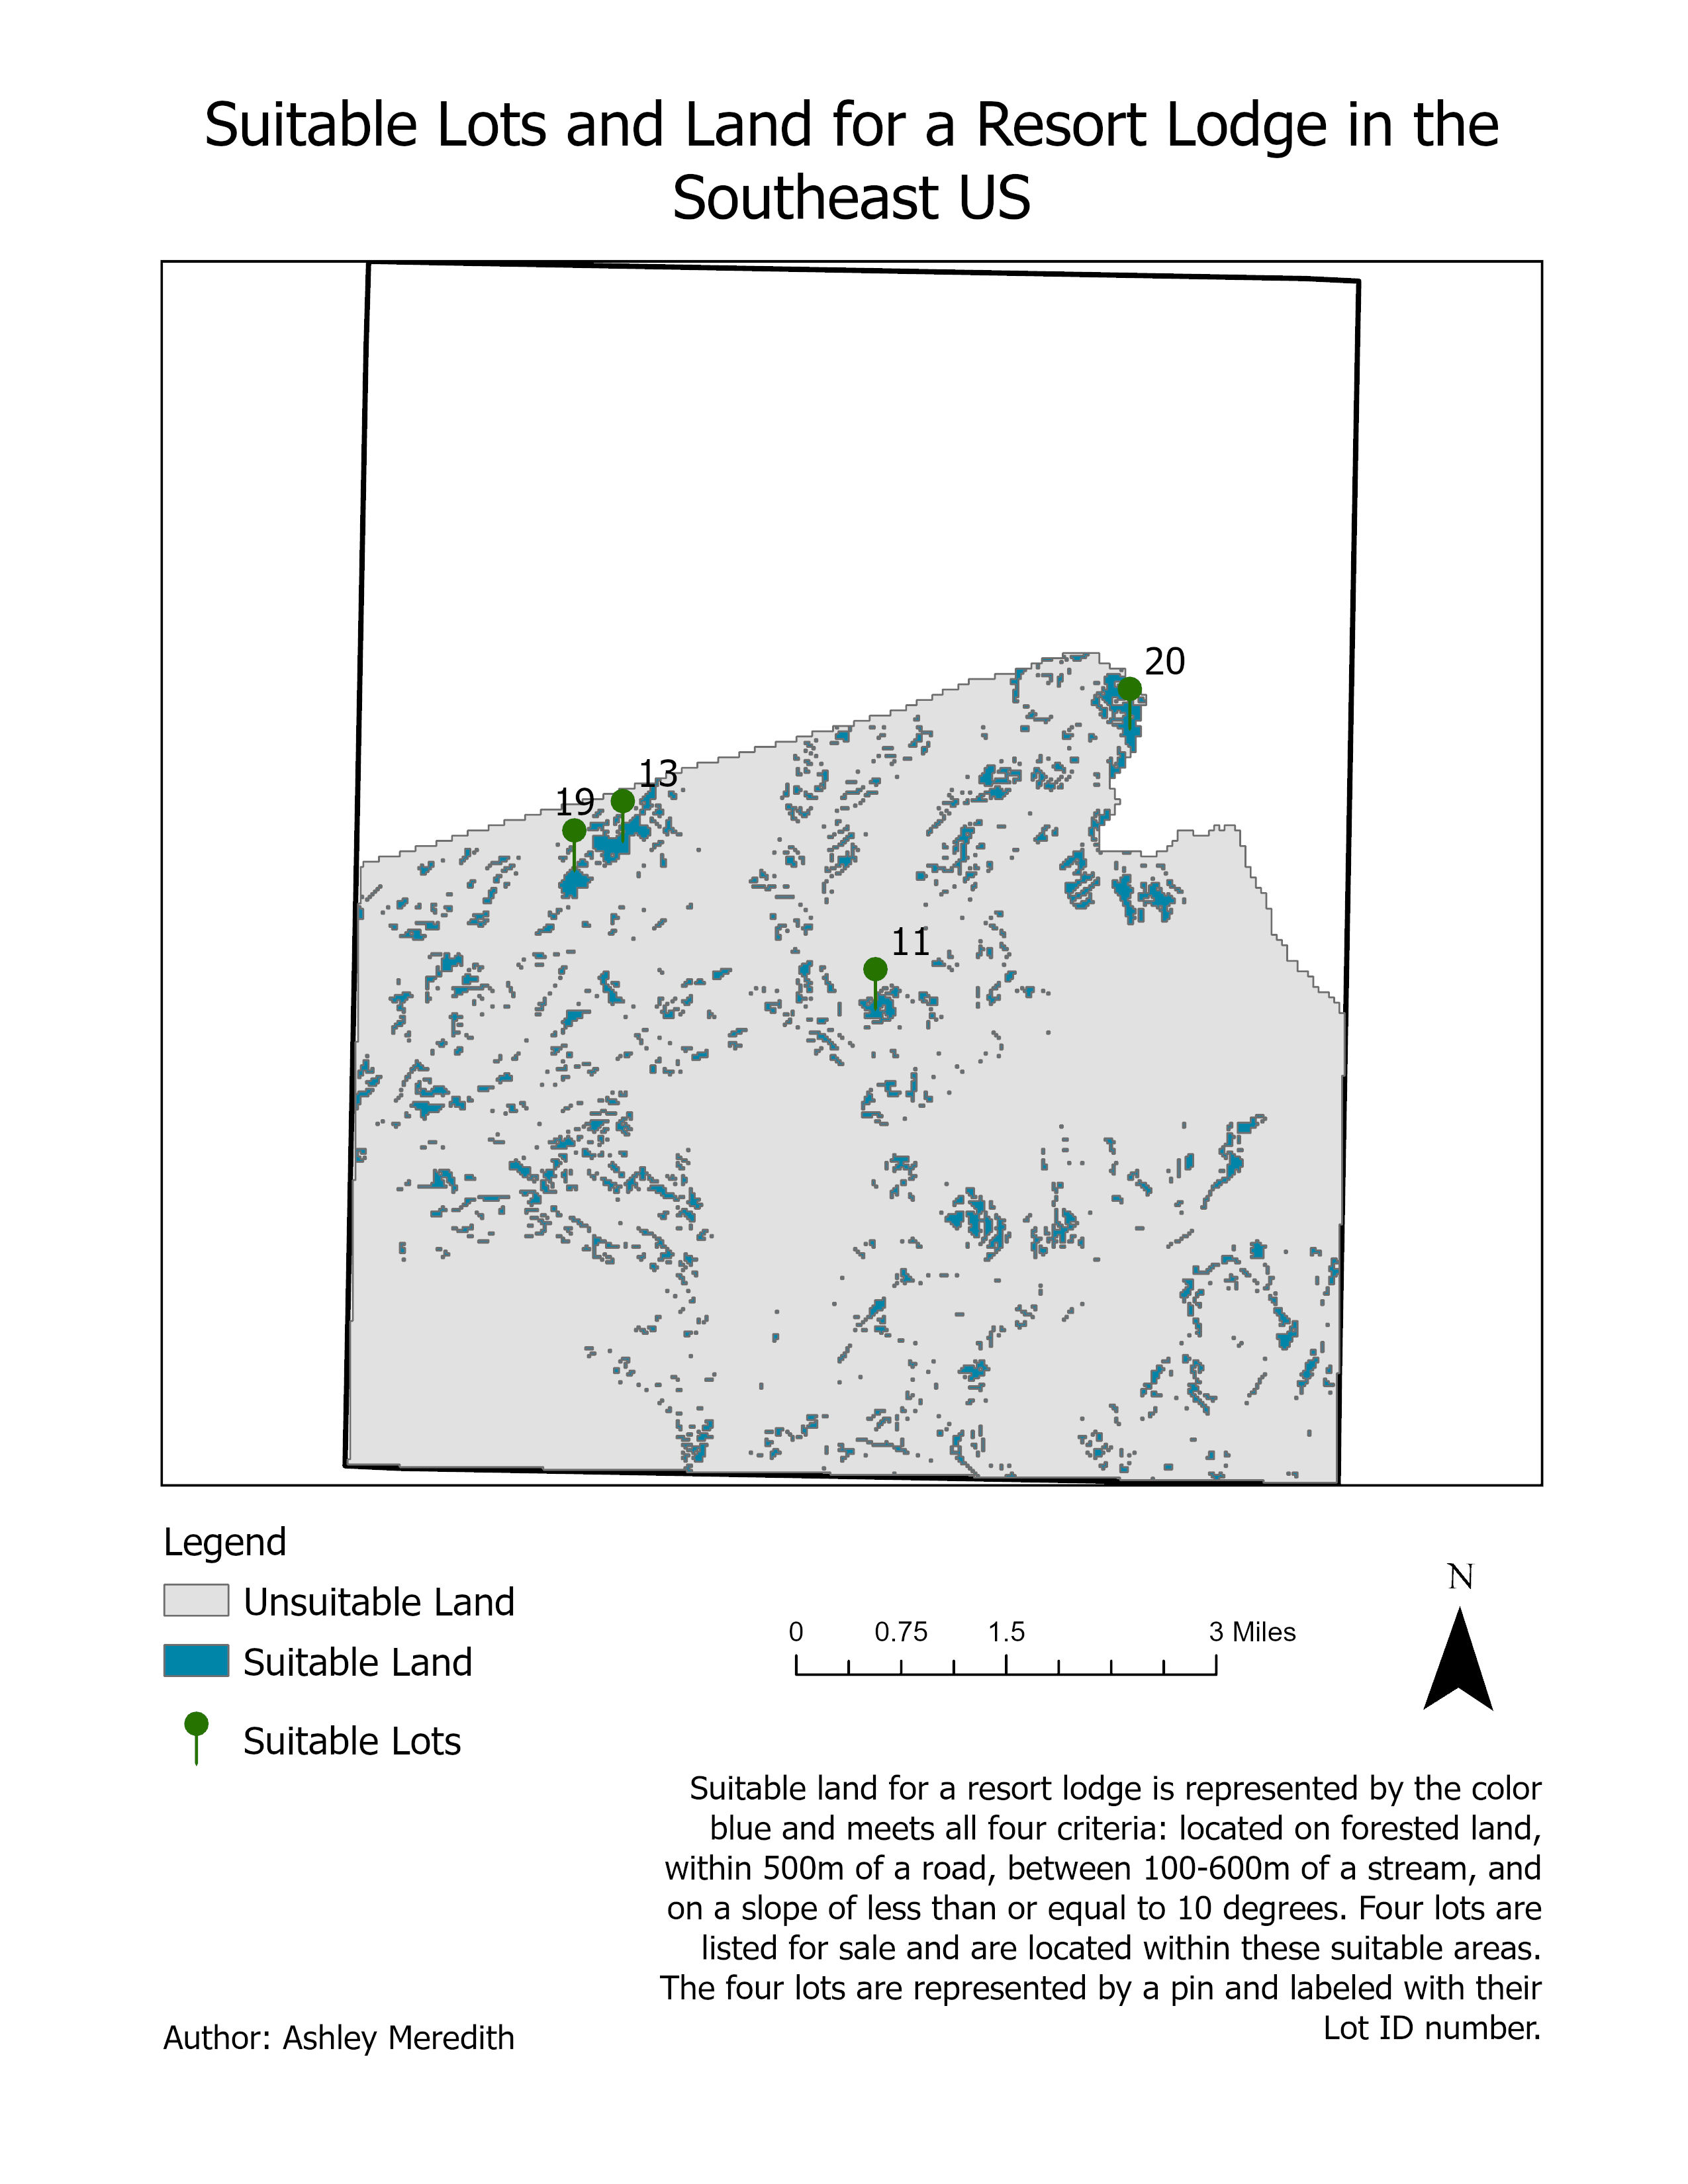 Suitable Lots and Land for a Resort Lodge in the
Southeast US
20
13
19
11
Legend
Unsuitable Land
Suitable Land
Suitable Lots
0 0.75 1.5 3 Miles
N
Suitable land for a resort lodge is represented by the color
blue and meets all four criteria: located on forested land,
within 500m of a road, between 100-600m of a stream, and
on a slope of less than or equal to 10 degrees. Four lots are
listed for sale and are located within these suitable areas.
The four lots are represented by a pin and labeled with their
Lot ID number.
Author: Ashley Meredith